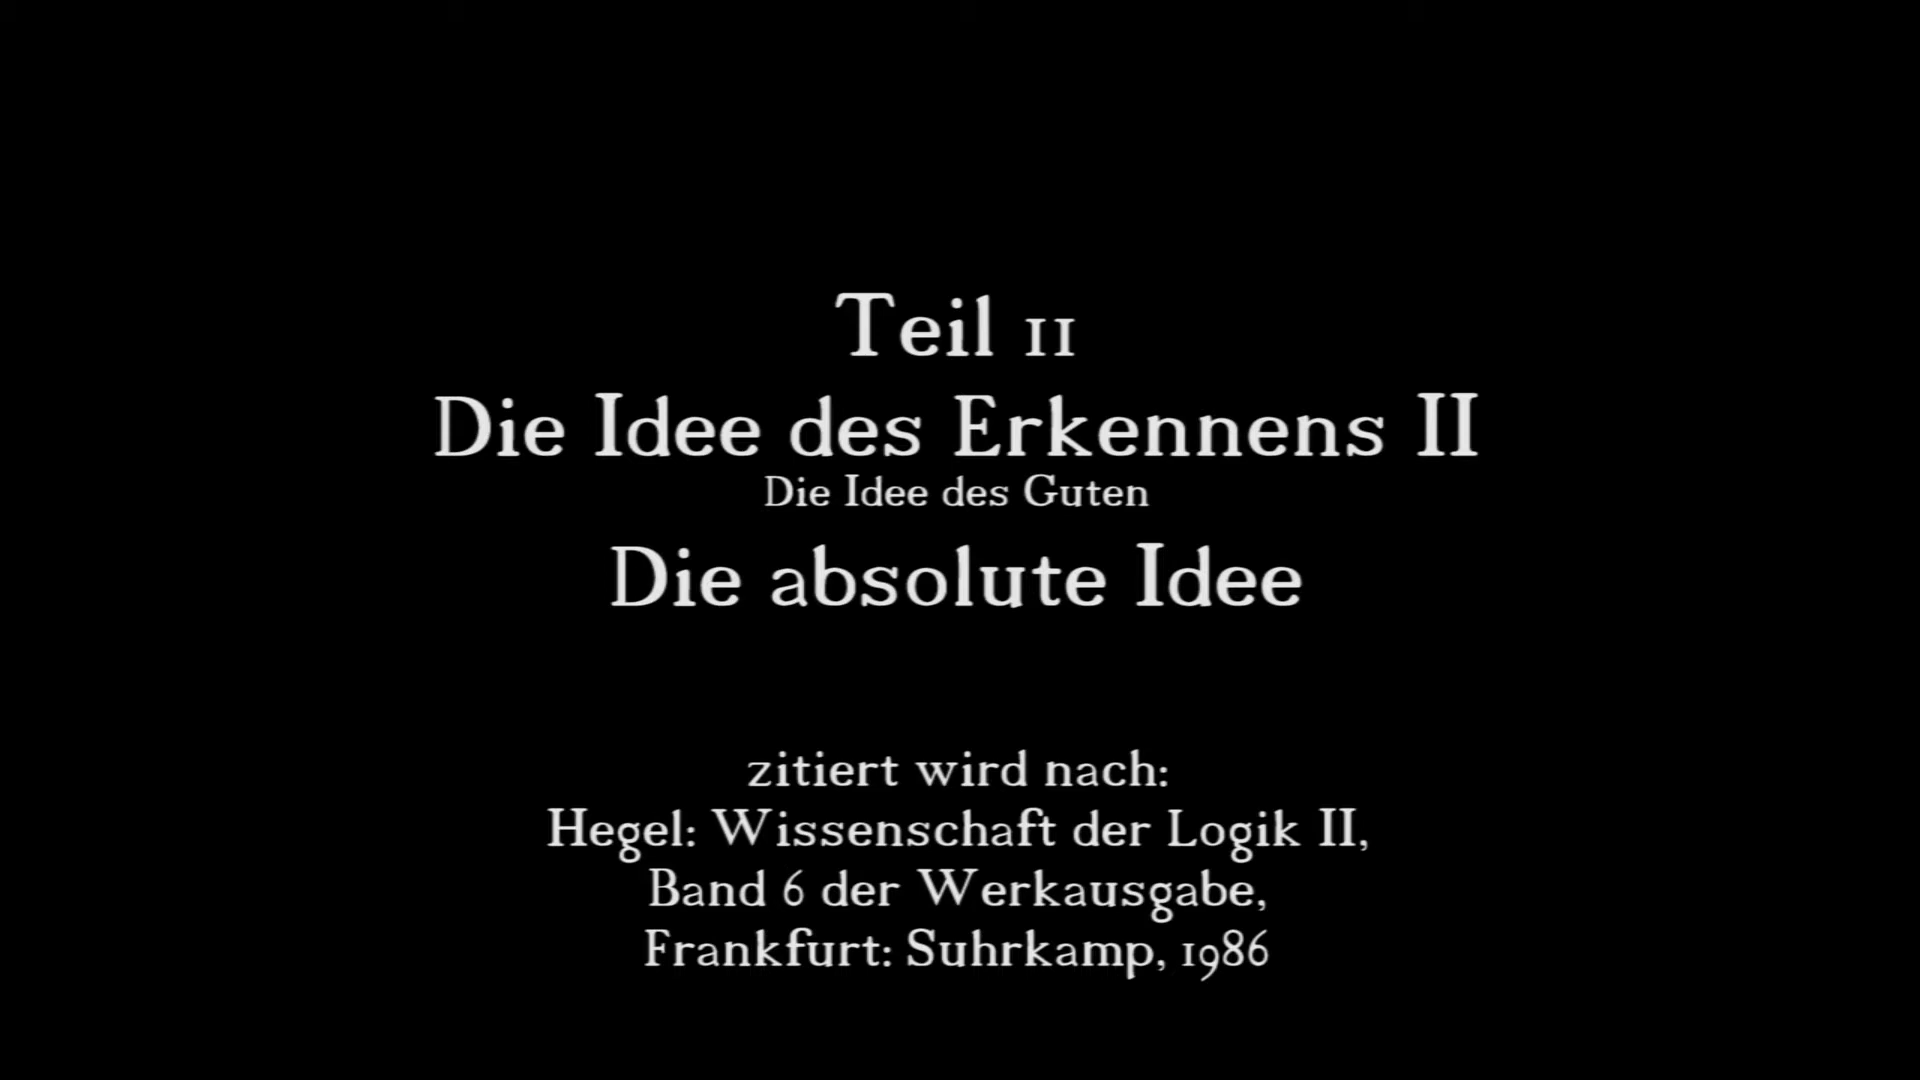 Teil 11
Die Idee des Erkennens II
Die Idee des Guten
Die absolute Idee
zitiert wird nach:
Hegel: Wissenschaft der Logik II,
Band 6 der Werkausgabe,
Frankfurt: Suhrkamp, 1986